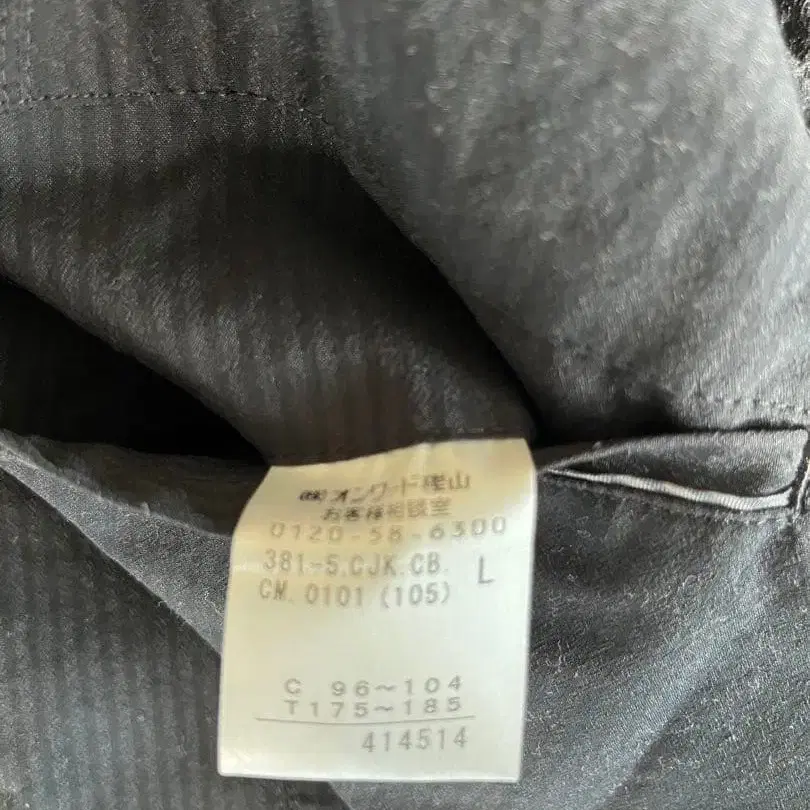 ㈱オンワード樫山
お客様相談室
0120-58-6300
381-5.CJK.CB. L
CM.0101(105)
C 96~104
T175~185
414514